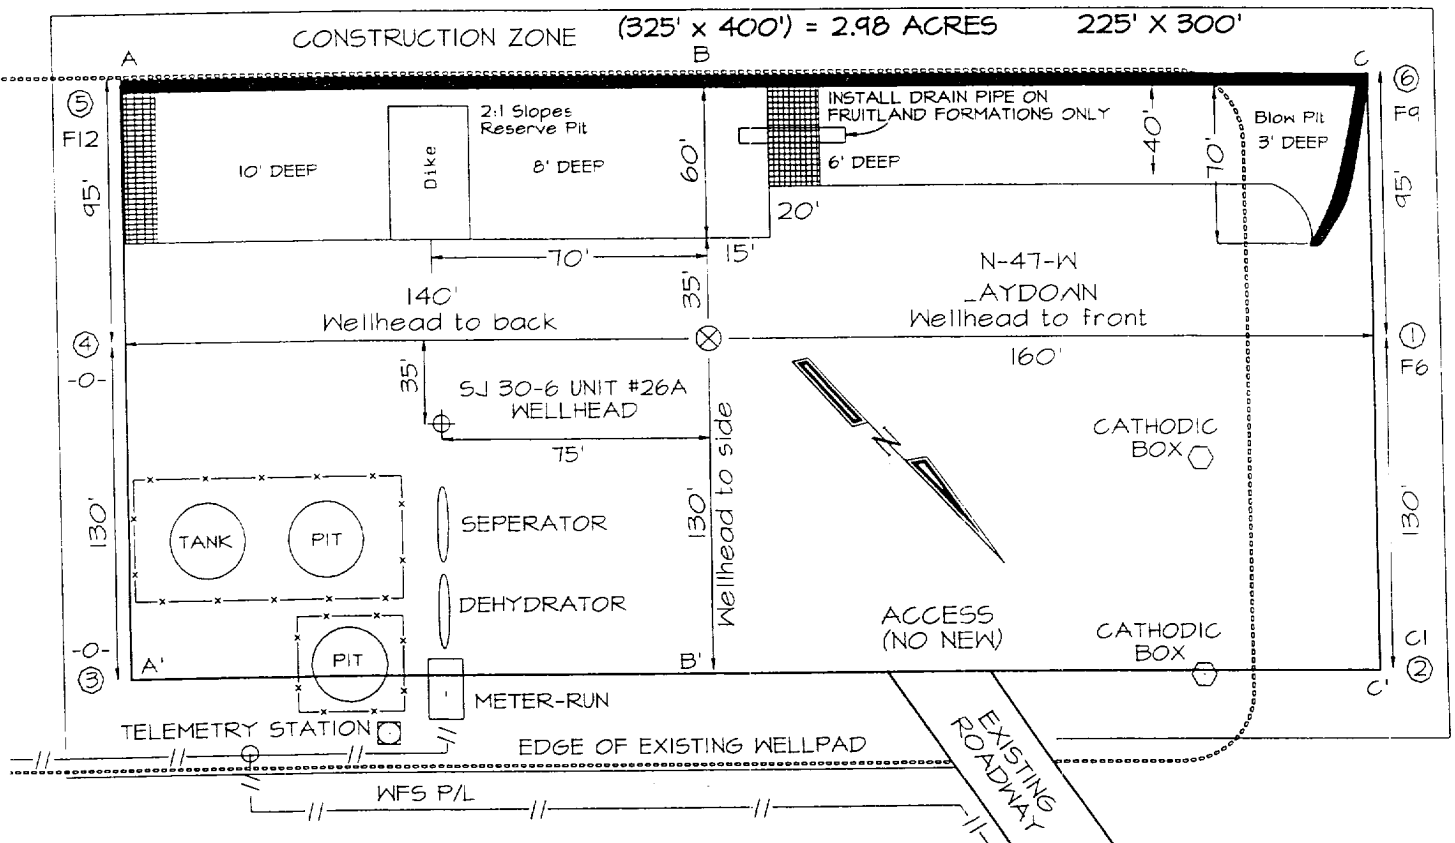 CONSTRUCTION ZONE (325' x 400') = 2.98 ACRES 225' X 300'
A B C
5 6
F12 F9
2:1 Slopes
Reserve Pit
INSTALL DRAIN PIPE ON
FRUITLAND FORMATIONS ONLY
Blow Pit
3' DEEP
10' DEEP
Dike
8' DEEP
60'
6' DEEP
40'
70'
95'
95'
20'
70'
15'
35'
N-47-W
_AYDOWN
140'
Wellhead to back
Wellhead to front
160'
4 1
-0- F6
35'
SJ 30-6 UNIT #26A
WELLHEAD
75'
Wellhead to side
130'
130'
130'
N
CATHODIC
BOX
TANK PIT
SEPERATOR
DEHYDRATOR
ACCESS
(NO NEW)
CATHODIC
BOX
-0- C1
3 2
A' B' C'
PIT
METER-RUN
TELEMETRY STATION
EDGE OF EXISTING WELLPAD
EXISTING
ROADWAY
WFS P/L